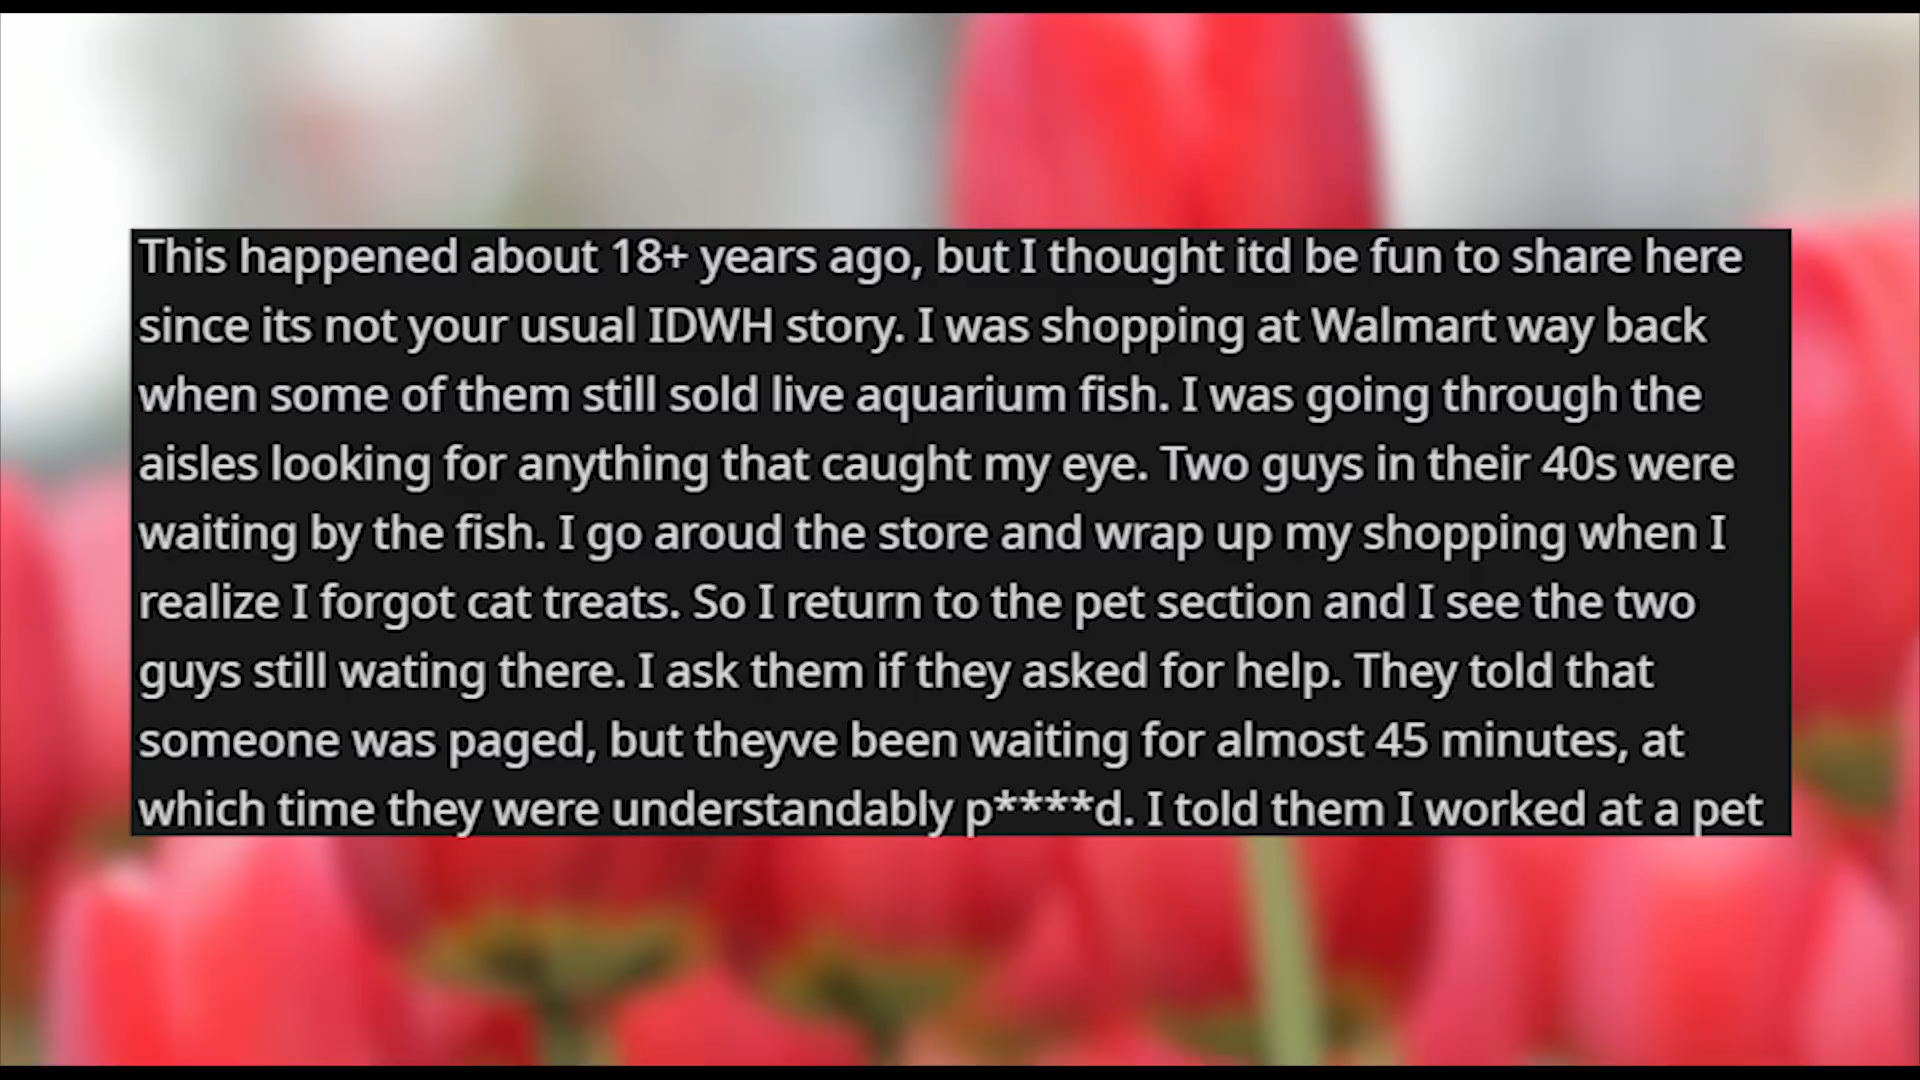 This happened about 18+ years ago, but I thought itd be fun to share here
since its not your usual IDWH story. I was shopping at Walmart way back
when some of them still sold live aquarium fish. I was going through the
aisles looking for anything that caught my eye. Two guys in their 40s were
waiting by the fish. I go aroud the store and wrap up my shopping when I
realize I forgot cat treats. So I return to the pet section and I see the two
guys still wating there. I ask them if they asked for help. They told that
someone was paged, but theyve been waiting for almost 45 minutes, at
which time they were understandably p****d. I told them I worked at a pet